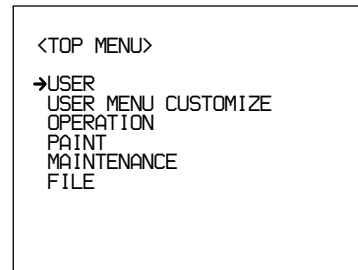 <TOP MENU>
→USER
USER MENU CUSTOMIZE
OPERATION
PAINT
MAINTENANCE
FILE